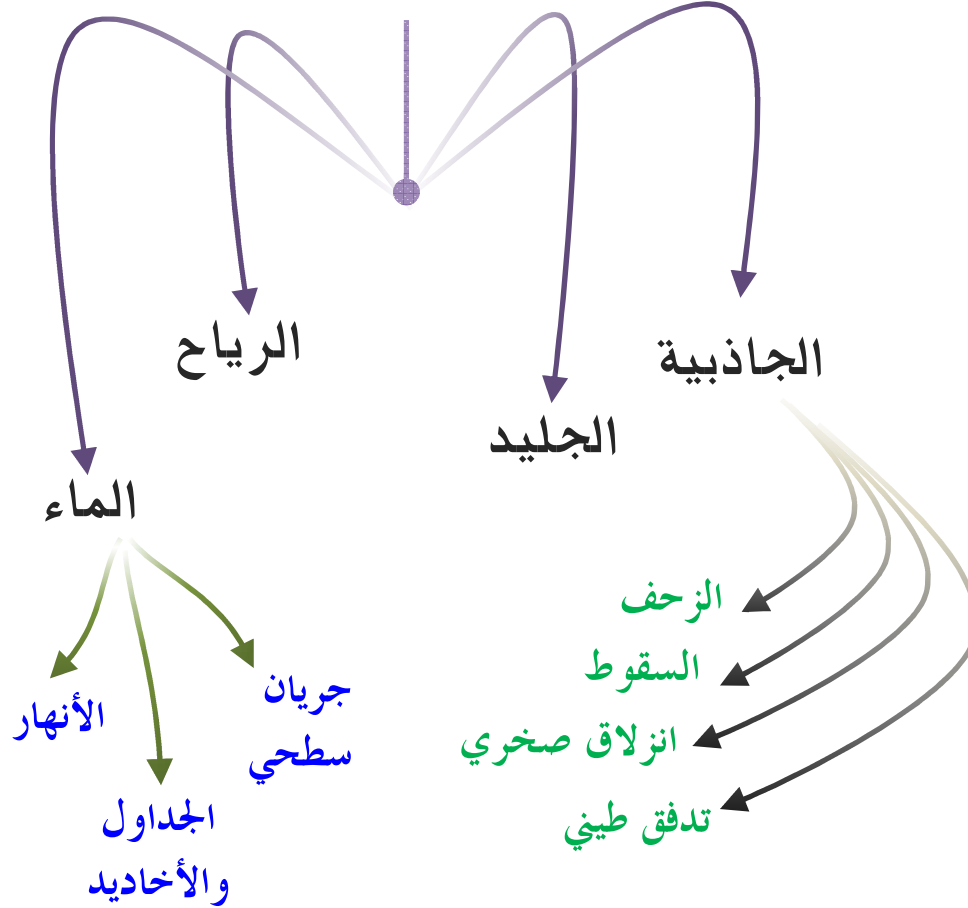 الجاذبية
الزحف
السقوط
انزلاق صخري
تدفق طيني
الجليد
الرياح
الماء
جريان
سطحي
الجداول
والأخاديد
الأنهار